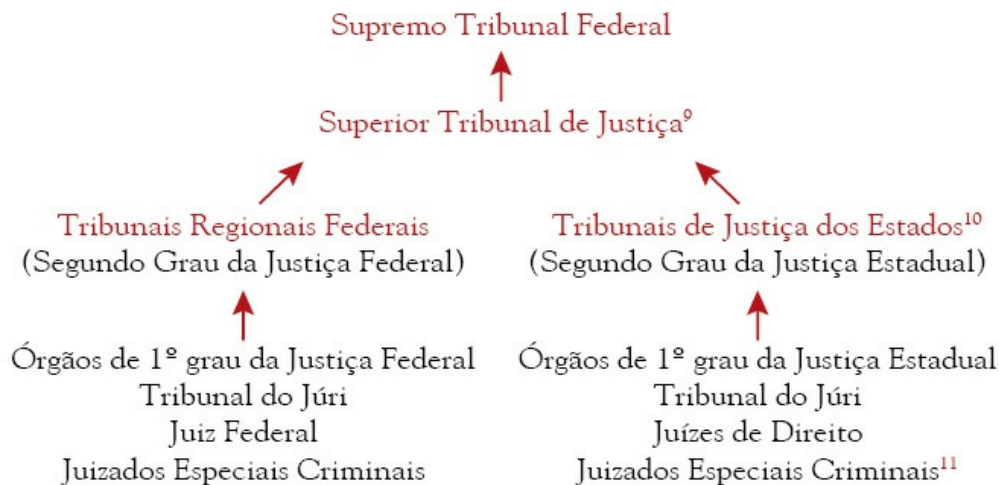 Supremo Tribunal Federal
Superior Tribunal de Justiça⁹
Tribunais Regionais Federais
(Segundo Grau da Justiça Federal)
Tribunais de Justiça dos Estados¹⁰
(Segundo Grau da Justiça Estadual)
Órgãos de 1º grau da Justiça Federal
Tribunal do Júri
Juiz Federal
Juizados Especiais Criminais
Órgãos de 1º grau da Justiça Estadual
Tribunal do Júri
Juízes de Direito
Juizados Especiais Criminais¹¹